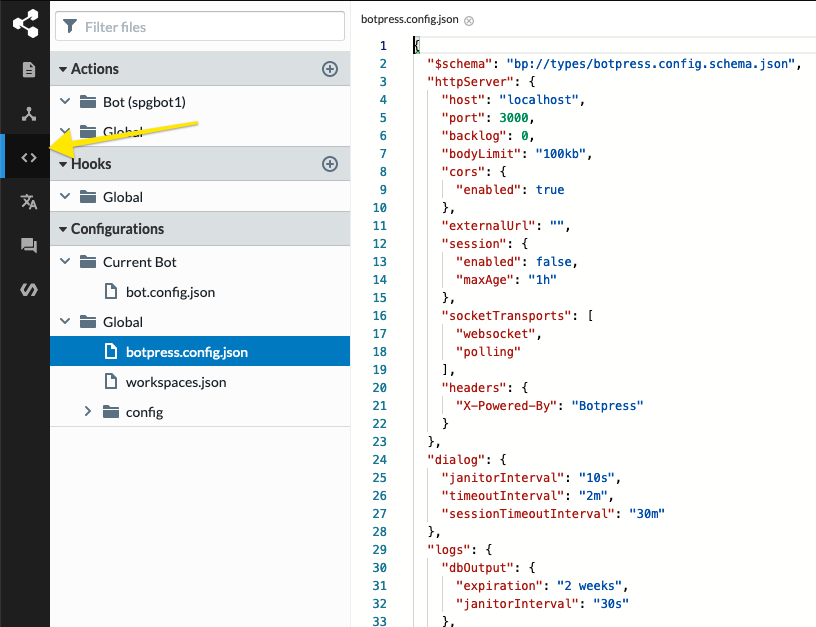 Filter files
Actions
Bot (spgbot1)
Global
Hooks
Global
Configurations
Current Bot
bot.config.json
Global
botpress.config.json
workspaces.json
config
botpress.config.json
1 {
2 "$schema": "bp://types/botpress.config.schema.json",
3 "httpServer": {
4 "host": "localhost",
5 "port": 3000,
6 "backlog": 0,
7 "bodyLimit": "100kb",
8 "cors": {
9 "enabled": true
10 },
11 "externalUrl": "",
12 "session": {
13 "enabled": false,
14 "maxAge": "1h"
15 },
16 "socketTransports": [
17 "websocket",
18 "polling"
19 ],
20 "headers": {
21 "X-Powered-By": "Botpress"
22 }
23 },
24 "dialog": {
25 "janitorInterval": "10s",
26 "timeoutInterval": "2m",
27 "sessionTimeoutInterval": "30m"
28 },
29 "logs": {
30 "dbOutput": {
31 "expiration": "2 weeks",
32 "janitorInterval": "30s"
33 },